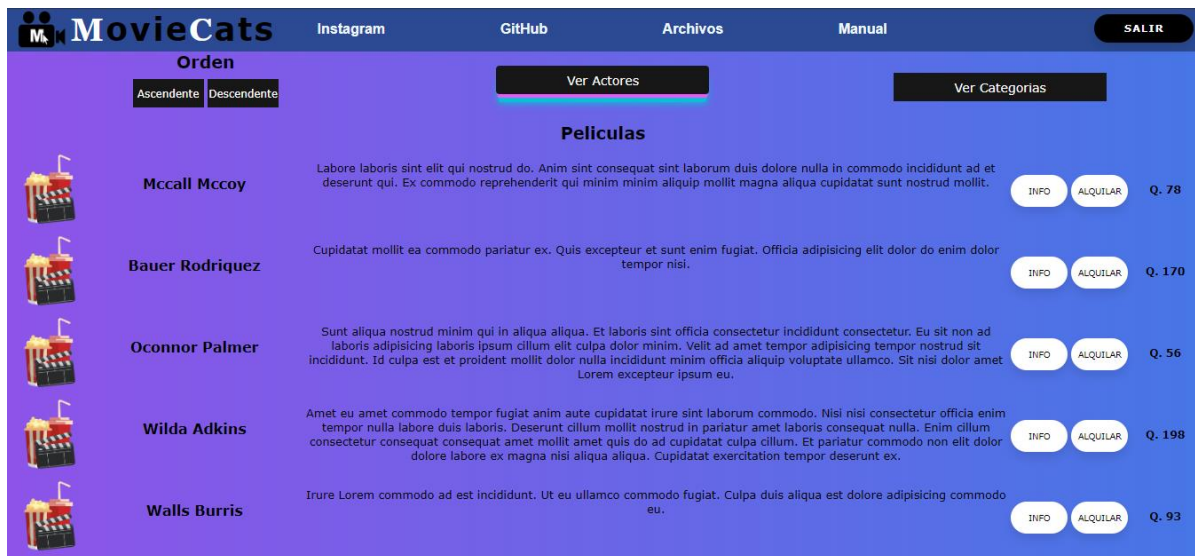 MovieCats Instagram GitHub Archivos Manual SALIR
Orden
Ascendente Descendente
Ver Actores
Ver Categorias
Peliculas
Mccall Mccoy
Labore laboris sint elit qui nostrud do. Anim sint consequat sint laborum duis dolore nulla in commodo incididunt ad et
deserunt qui. Ex commodo reprehenderit qui minim minim aliquip mollit magna aliqua cupidatat sunt nostrud mollit.
INFO ALQUILAR Q. 78
Bauer Rodriquez
Cupidatat mollit ea commodo pariatur ex. Quis excepteur et sunt enim fugiat. Officia adipisicing elit dolor do enim dolor
tempor nisi.
INFO ALQUILAR Q. 170
Oconnor Palmer
Sunt aliqua nostrud minim qui in aliqua aliqua. Et laboris sint officia consectetur incididunt consectetur. Eu sit non ad
laboris adipisicing laboris ipsum cillum elit culpa dolor minim. Velit ad amet tempor adipisicing tempor nostrud sit
incididunt. Id culpa est et proident mollit dolor nulla incididunt minim officia aliquip voluptate ullamco. Sit nisi dolor amet
Lorem excepteur ipsum eu.
INFO ALQUILAR Q. 56
Wilda Adkins
Amet eu amet commodo tempor fugiat anim aute cupidatat irure sint laborum commodo. Nisi nisi consectetur officia enim
tempor nulla labore duis laboris. Deserunt cillum mollit nostrud in pariatur amet laboris consequat nulla. Enim cillum
consectetur consequat consequat amet mollit amet quis do ad cupidatat culpa cillum. Et pariatur commodo non elit dolor
dolore labore ex magna nisi aliqua aliqua. Cupidatat exercitation tempor deserunt ex.
INFO ALQUILAR Q. 198
Walls Burris
Irure Lorem commodo ad est incididunt. Ut eu ullamco commodo fugiat. Culpa duis aliqua est dolore adipisicing commodo
eu.
INFO ALQUILAR Q. 93